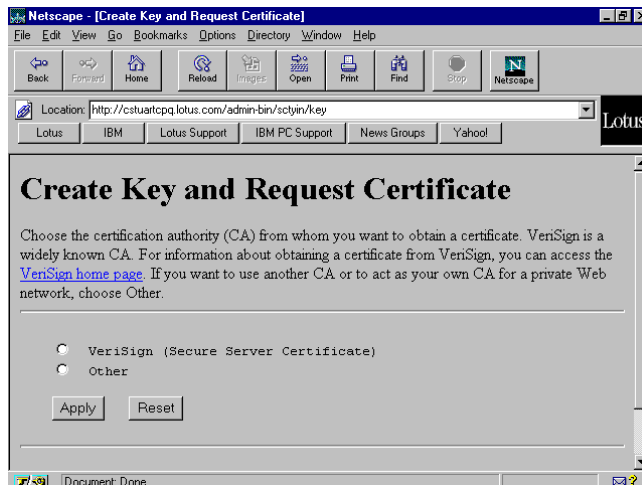 Netscape - [Create Key and Request Certificate]
File Edit View Go Bookmarks Options Directory Window Help
Back Forward Home Reload Images Open Print Find Stop Netscape
N
Location: http://cstuartcpq.lotus.com/admin-bin/sctyin/key
Lotus
Lotus IBM Lotus Support IBM PC Support News Groups Yahoo!
Create Key and Request Certificate
Choose the certification authority (CA) from whom you want to obtain a certificate. VeriSign is a
widely known CA. For information about obtaining a certificate from VeriSign, you can access the
VeriSign home page. If you want to use another CA or to act as your own CA for a private Web
network, choose Other.
VeriSign (Secure Server Certificate)
Other
Apply Reset
Document: Done